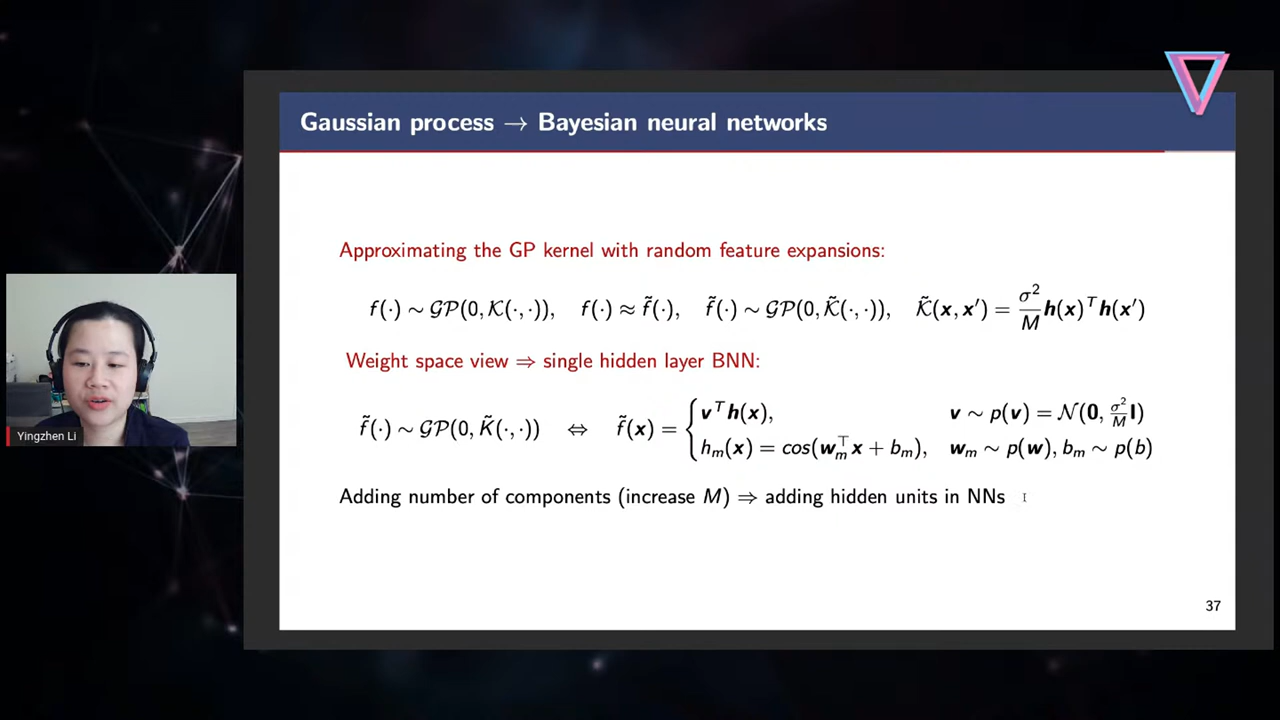 Gaussian process → Bayesian neural networks
Approximating the GP kernel with random feature expansions:
f(·) ∼ 𝒢𝒫(0, 𝒦(·, ·)), f(·) ≈ f̃(·), f̃(·) ∼ 𝒢𝒫(0, 𝒦̃(·, ·)), 𝒦̃(x, x′) = σ²/M h(x)ᵀh(x′)
Weight space view ⇒ single hidden layer BNN:
f̃(·) ∼ 𝒢𝒫(0, K̃(·, ·)) ⇔ f̃(x) = { vᵀh(x), v ∼ p(v) = 𝒩(0, σ²/M I)
hₘ(x) = cos(wₘ^⊤x + bₘ), wₘ ∼ p(w), bₘ ∼ p(b)
Adding number of components (increase M) ⇒ adding hidden units in NNs
37
Yingzhen Li